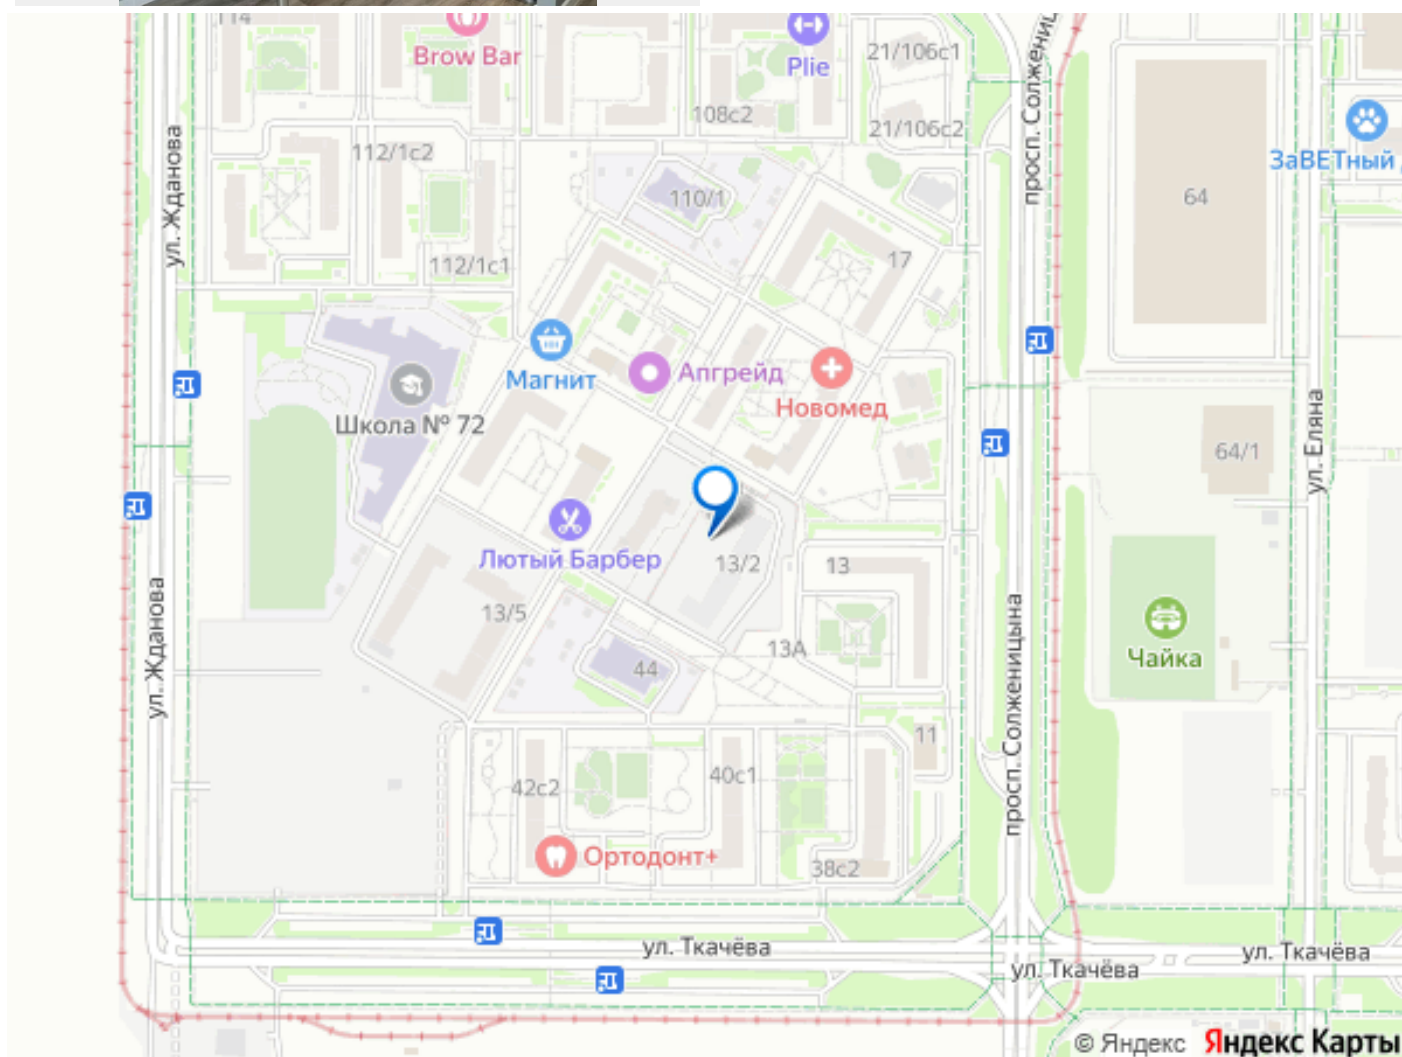 114
Brow Bar
Plie
21/106с1
108с2
21/106с2
просп. Солжениц
ЗаВЕТный
112/1с2
ул. Жданова
110/1
64
112/1с1
17
Магнит
Апгрейд
Новомед
Школа № 72
64/1
ул. Еляна
Лютый Барбер
13/2
13
13/5
ул. Жданова
13А
44
Чайка
просп. Солженицына
11
42с2
40с1
Ортодонт+
38с2
ул. Ткачёва
ул. Ткачёва
ул. Ткачёва
© Яндекс Яндекс Карты